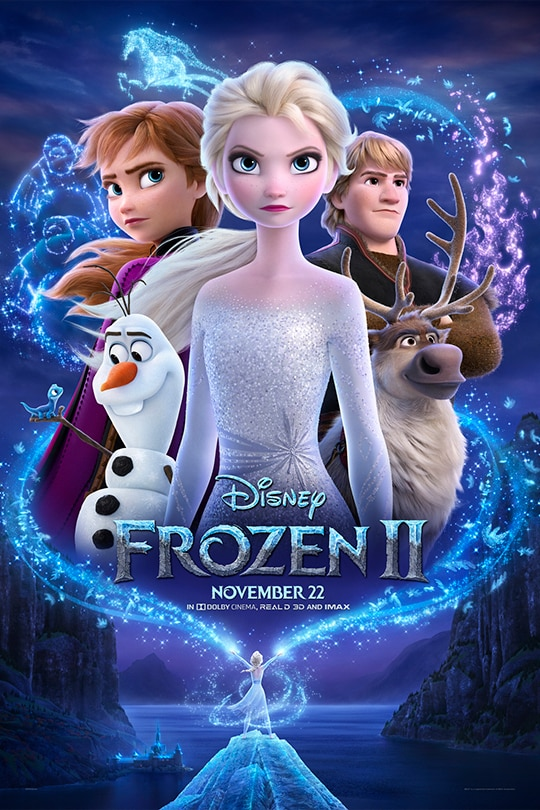 Disney
FROZEN II
NOVEMBER 22
IN DOLBY CINEMA, REAL D 3D AND IMAX